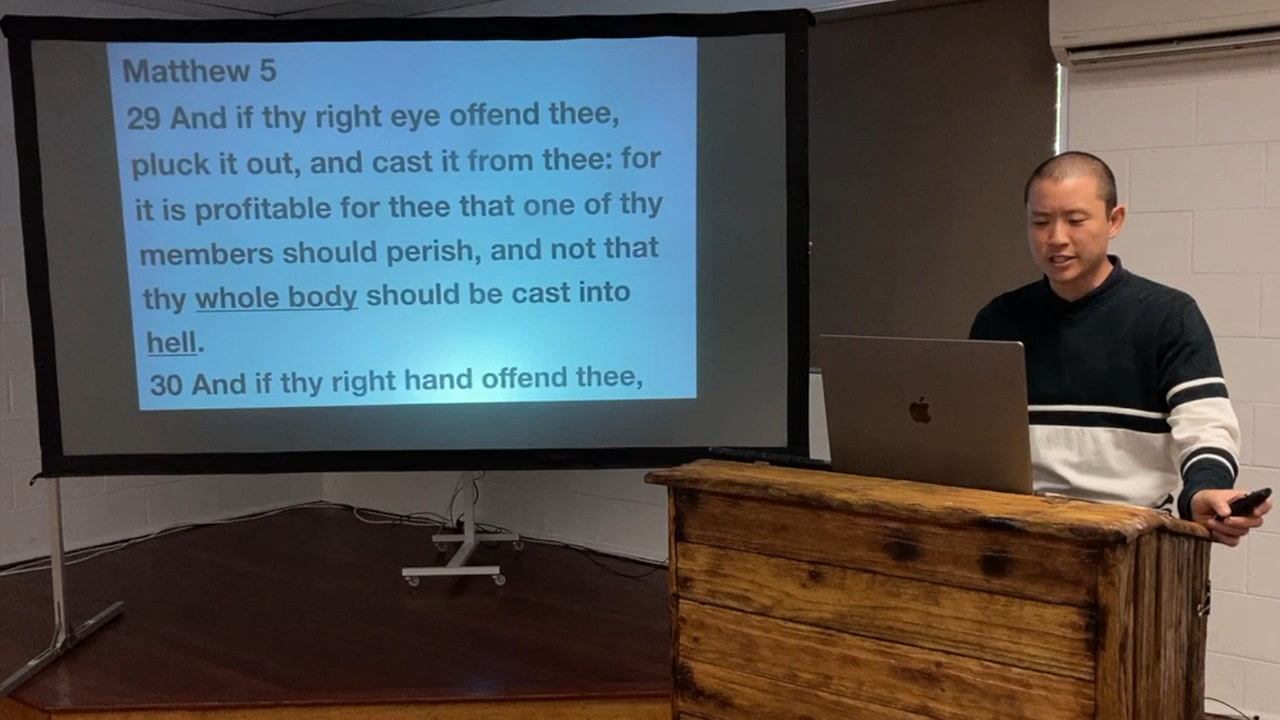 Matthew 5
29 And if thy right eye offend thee,
pluck it out, and cast it from thee: for
it is profitable for thee that one of thy
members should perish, and not that
thy whole body should be cast into
hell.
30 And if thy right hand offend thee,